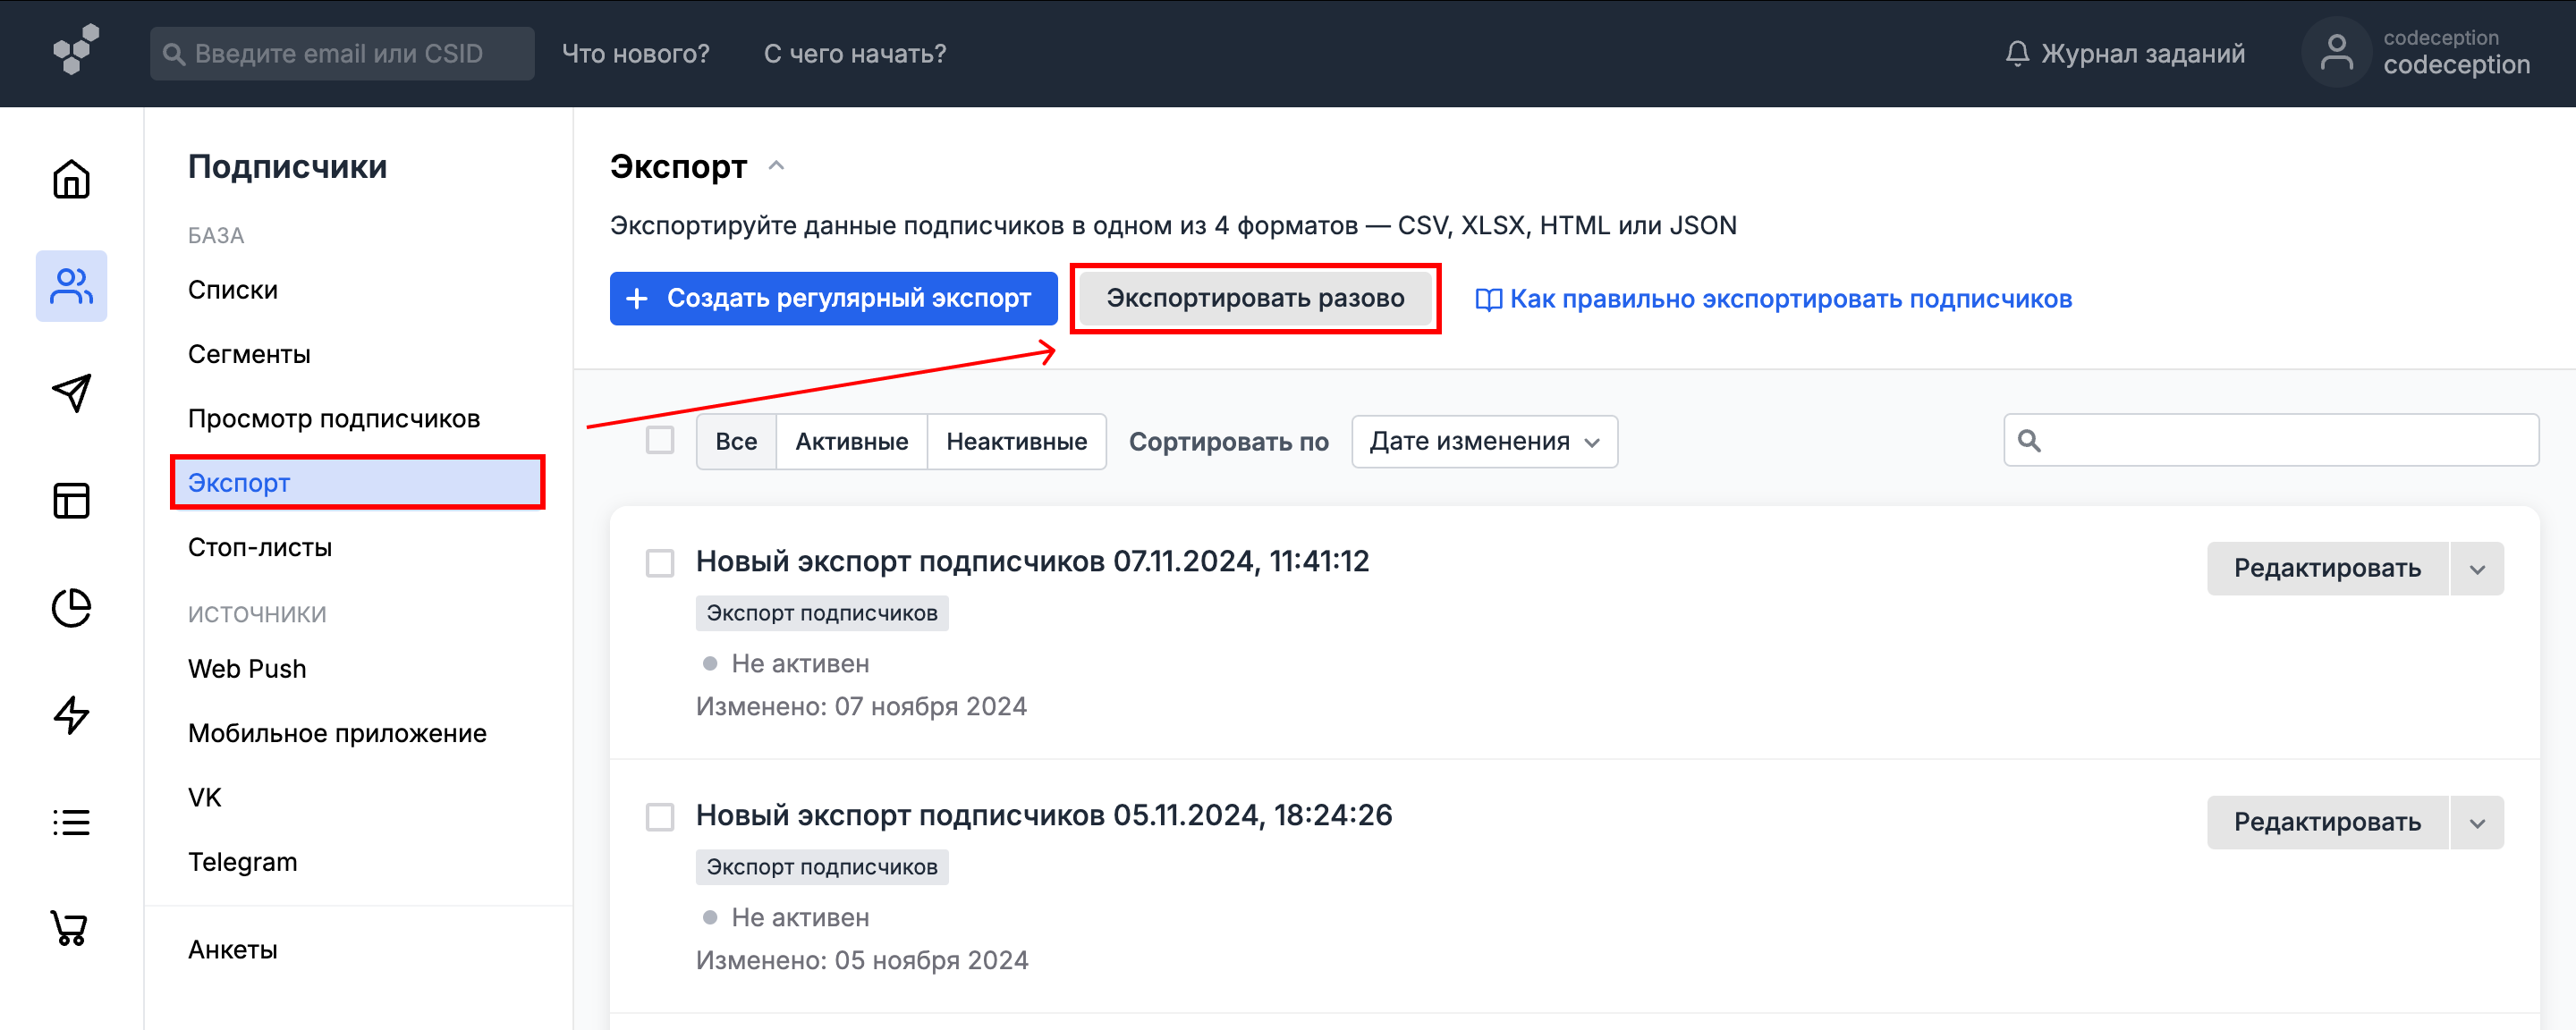 Введите email или CSID
Что нового?
С чего начать?
Журнал заданий
codeception
codeception
Подписчики
БАЗА
Списки
Сегменты
Просмотр подписчиков
Экспорт
Стоп-листы
ИСТОЧНИКИ
Web Push
Мобильное приложение
VK
Telegram
Анкеты
Экспорт
Экспортируйте данные подписчиков в одном из 4 форматов — CSV, XLSX, HTML или JSON
+ Создать регулярный экспорт
Экспортировать разово
Как правильно экспортировать подписчиков
Все
Активные
Неактивные
Сортировать по
Дате изменения
Новый экспорт подписчиков 07.11.2024, 11:41:12
Редактировать
Экспорт подписчиков
Не активен
Изменено: 07 ноября 2024
Новый экспорт подписчиков 05.11.2024, 18:24:26
Редактировать
Экспорт подписчиков
Не активен
Изменено: 05 ноября 2024